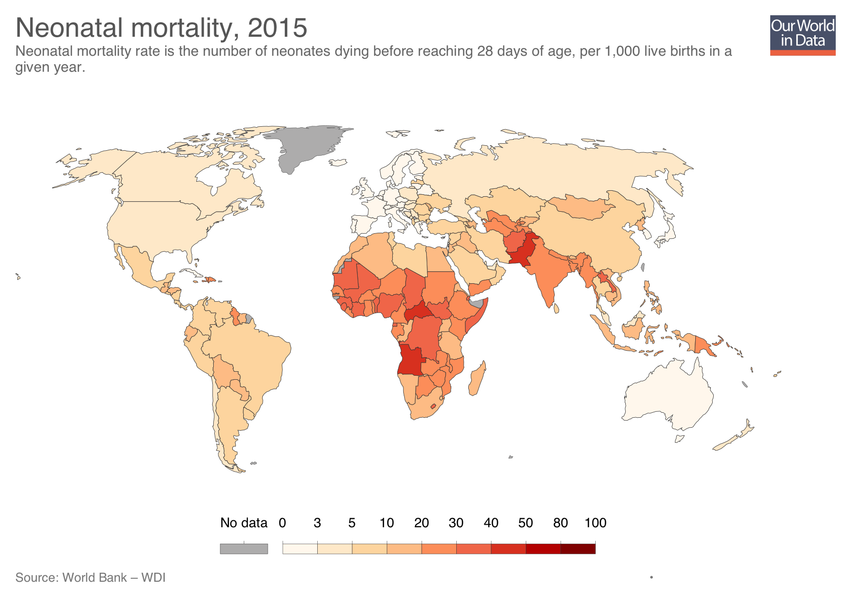 Neonatal mortality, 2015
Our World
in Data
Neonatal mortality rate is the number of neonates dying before reaching 28 days of age, per 1,000 live births in a
given year.
No data 0 3 5 10 20 30 40 50 80 100
Source: World Bank – WDI